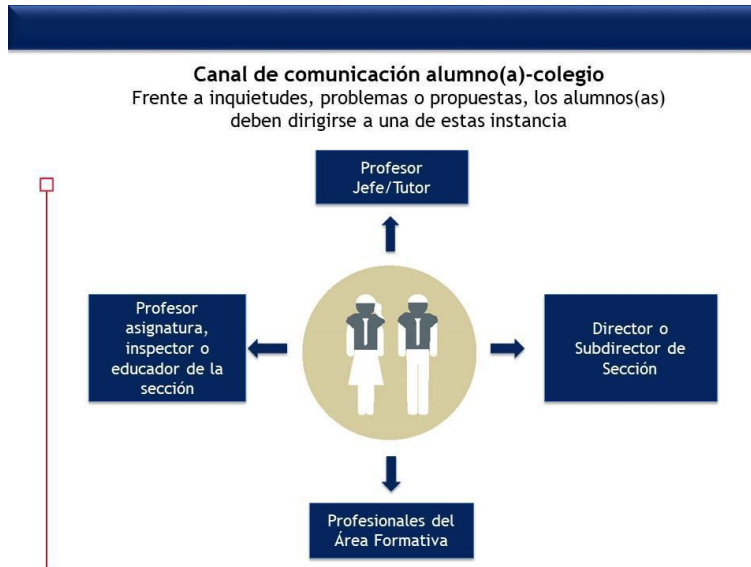 Canal de comunicación alumno(a)-colegio
Frente a inquietudes, problemas o propuestas, los alumnos(as)
deben dirigirse a una de estas instancia
Profesor
Jefe/Tutor
Profesor
asignatura,
inspector o
educador de la
sección
Director o
Subdirector de
Sección
Profesionales del
Área Formativa